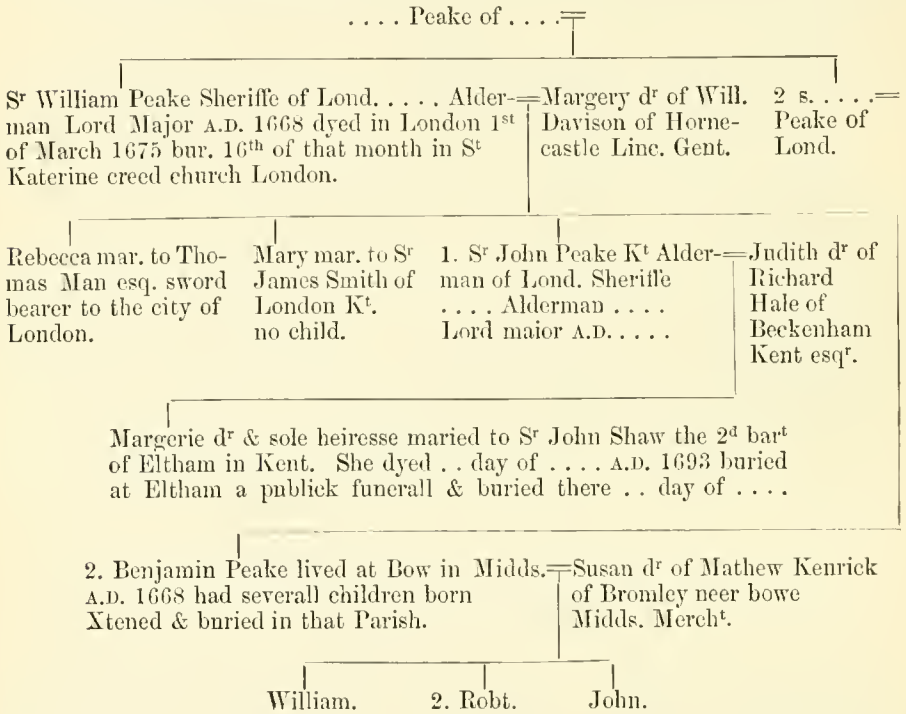 . . . . Peake of . . . .
Sr William Peake Sheriffe of Lond. . . . . Alder-
man Lord Major A.D. 1668 dyed in London 1st
of March 1675 bur. 16th of that month in St
Katerine creed church London.
Margery dr of Will.
Davison of Horne-
castle Linc. Gent.
2 s. . . . .
Peake of
Lond.
Rebecca mar. to Tho-
mas Man esq. sword
bearer to the city of
London.
Mary mar. to Sr
James Smith of
London Kt.
no child.
1. Sr John Peake Kt Alder-
man of Lond. Sheriffe
. . . . Alderman . . . .
Lord maior A.D. . . . .
Judith dr of
Richard
Hale of
Beckenham
Kent esqr.
Margerie dr & sole heiresse maried to Sr John Shaw the 2d bart
of Eltham in Kent. She dyed . . day of . . . . A.D. 1693 buried
at Eltham a publick funerall & buried there . . day of . . . .
2. Benjamin Peake lived at Bow in Midds.
A.D. 1668 had severall children born
Xtened & buried in that Parish.
Susan dr of Mathew Kenrick
of Bromley neer bowe
Midds. Mercht.
William.
2. Robt.
John.